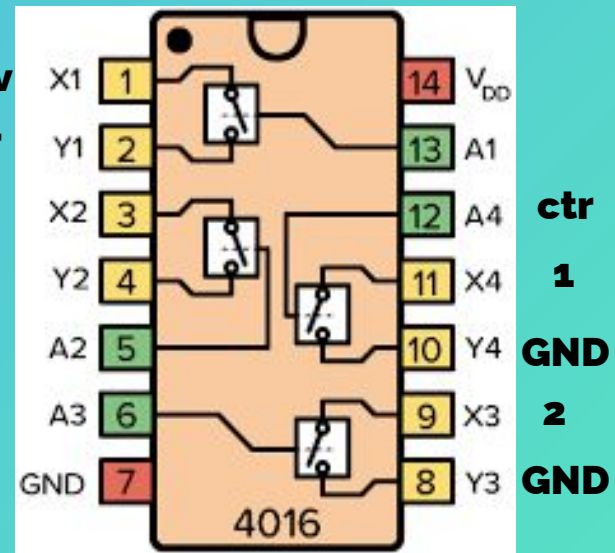 X1 1 14 VDD
Y1 2 13 A1
X2 3 12 A4 ctr
Y2 4 11 X4 1
A2 5 10 Y4 GND
A3 6 9 X3 2
GND 7 8 Y3 GND
4016